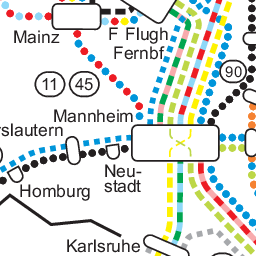 F Flugh
Mainz
Fernbf.
90
11
45
Mannheim
rslautern
Neu-
stadt
Homburg
Karlsruhe